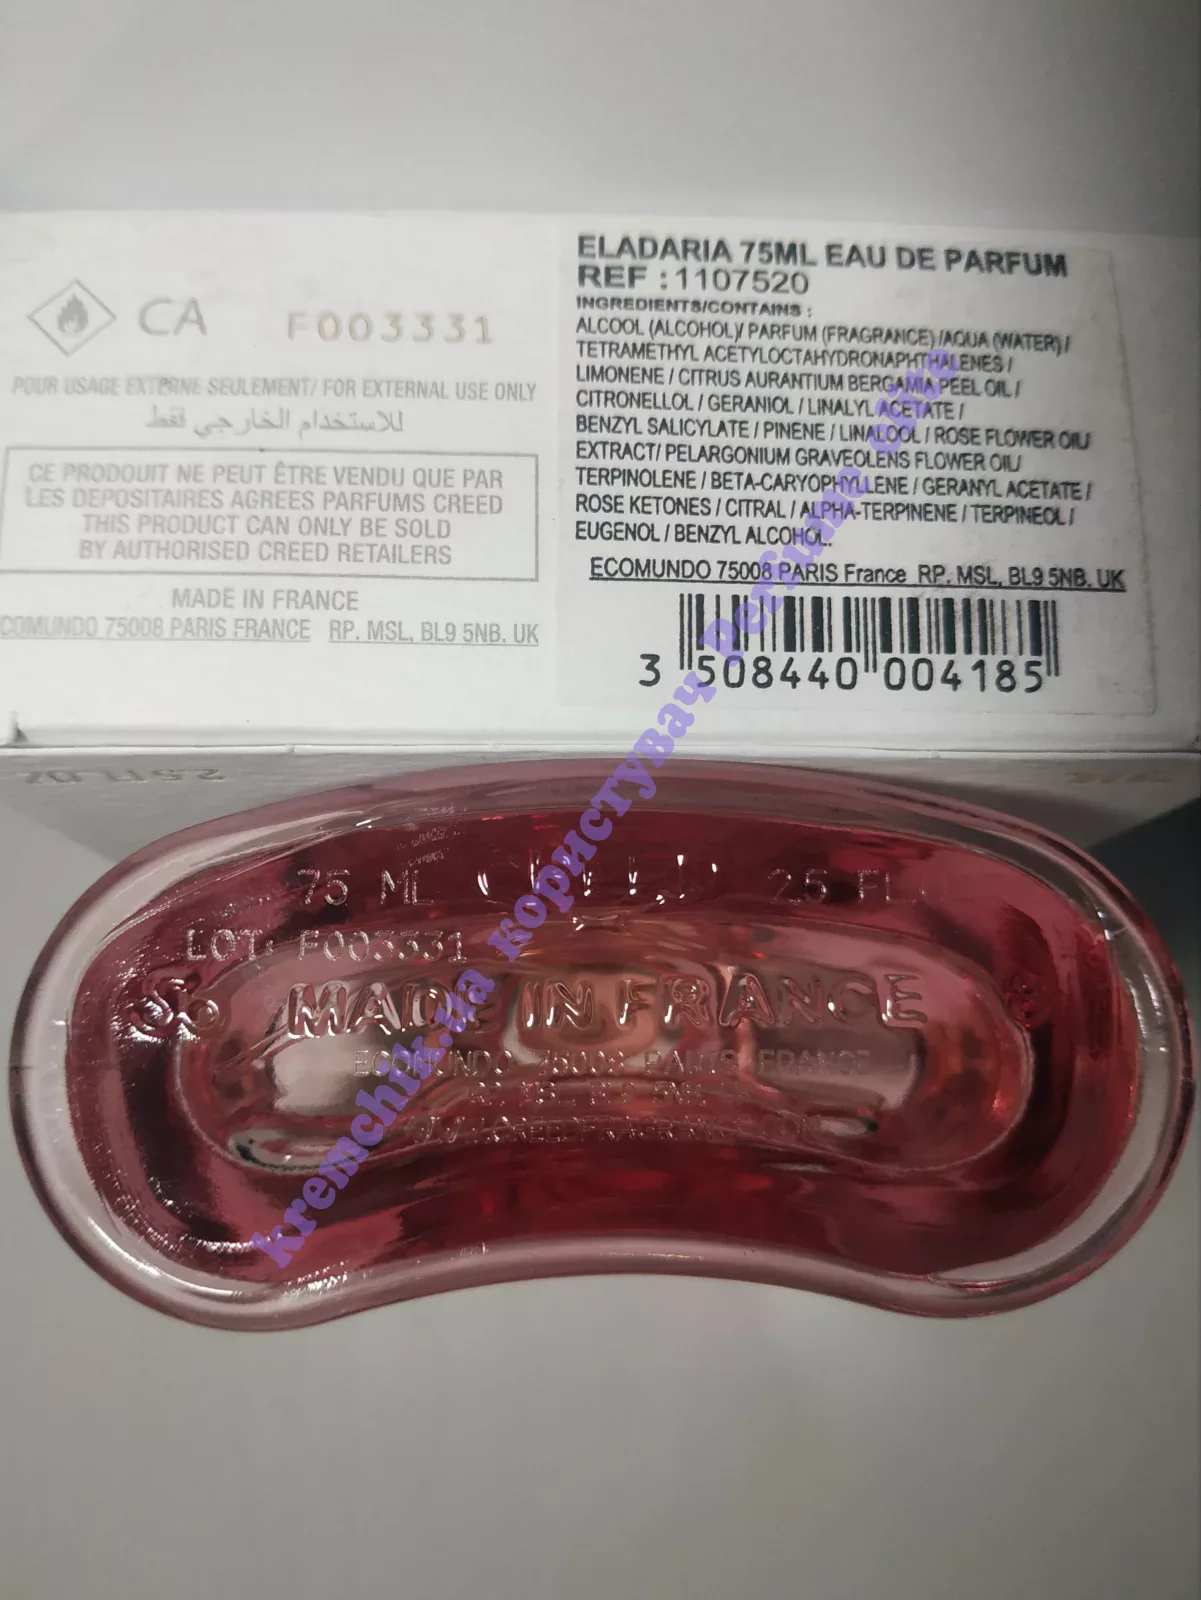 CA F003331
POUR USAGE EXTERNE SEULEMENT/ FOR EXTERNAL USE ONLY
للاستخدام الخارجي فقط
CE PRODOUIT NE PEUT ÊTRE VENDU QUE PAR
LES DEPOSITAIRES AGREES PARFUMS CREED
THIS PRODUCT CAN ONLY BE SOLD
BY AUTHORISED CREED RETAILERS
MADE IN FRANCE
COMUNDO 75008 PARIS FRANCE RP. MSL, BL9 5NB. UK
ELADARIA 75ML EAU DE PARFUM
REF : 1107520
INGREDIENTS/CONTAINS :
ALCOOL (ALCOHOL)/ PARFUM (FRAGRANCE) /AQUA (WATER) /
TETRAMETHYL ACETYLOCTAHYDRONAPHTHALENES /
LIMONENE / CITRUS AURANTIUM BERGAMIA PEEL OIL /
CITRONELLOL / GERANIOL / LINALYL ACETATE /
BENZYL SALICYLATE / PINENE / LINALOOL / ROSE FLOWER OIL/
EXTRACT/ PELARGONIUM GRAVEOLENS FLOWER OIL/
TERPINOLENE / BETA-CARYOPHYLLENE / GERANYL ACETATE /
ROSE KETONES / CITRAL / ALPHA-TERPINENE / TERPINEOL /
EUGENOL / BENZYL ALCOHOL.
ECOMUNDO 75008 PARIS France RP. MSL, BL9 5NB. UK
3 508440 004185
75 ML 2.5 FL
LOT: F003331
MADE IN FRANCE
ECOMUNDO 75008 PARIS FRANCE
kremchik.ua користувач Perfume elite